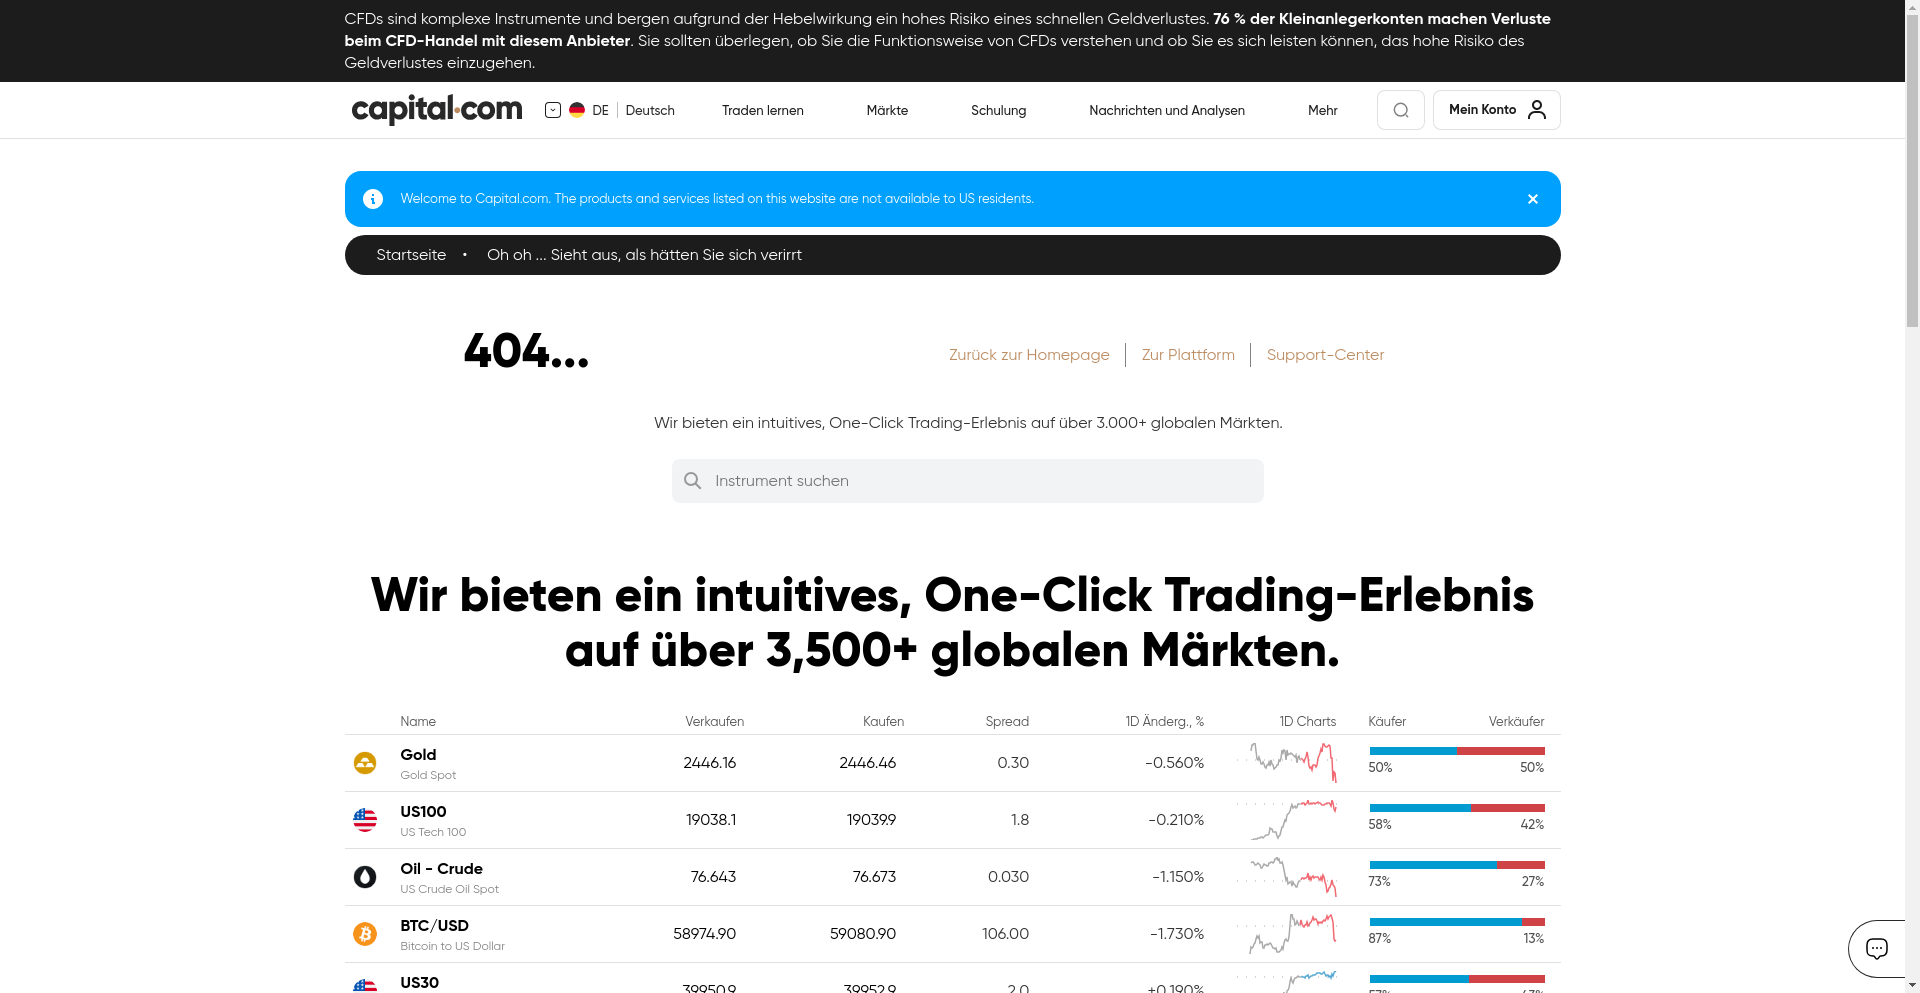 CFDs sind komplexe Instrumente und bergen aufgrund der Hebelwirkung ein hohes Risiko eines schnellen Geldverlustes. 76 % der Kleinanlegerkonten machen Verluste
beim CFD-Handel mit diesem Anbieter. Sie sollten überlegen, ob Sie die Funktionsweise von CFDs verstehen und ob Sie es sich leisten können, das hohe Risiko des
Geldverlustes einzugehen.
capital.com DE Deutsch Traden lernen Märkte Schulung Nachrichten und Analysen Mehr Mein Konto
Welcome to Capital.com. The products and services listed on this website are not available to US residents.
Startseite • Oh oh ... Sieht aus, als hätten Sie sich verirrt
404... Zurück zur Homepage Zur Plattform Support-Center
Wir bieten ein intuitives, One-Click Trading-Erlebnis auf über 3.000+ globalen Märkten.
Instrument suchen
Wir bieten ein intuitives, One-Click Trading-Erlebnis
auf über 3,500+ globalen Märkten.
Name Verkaufen Kaufen Spread 1D Änderg., % 1D Charts Käufer Verkäufer
Gold 2446.16 2446.46 0.30 -0.560%
Gold Spot 50% 50%
US100 19038.1 19039.9 1.8 -0.210%
US Tech 100 58% 42%
Oil - Crude 76.643 76.673 0.030 -1.150%
US Crude Oil Spot 73% 27%
BTC/USD 58974.90 59080.90 106.00 -1.730%
Bitcoin to US Dollar 87% 13%
US30 39950.9 39952.9 2.0 +0.190%